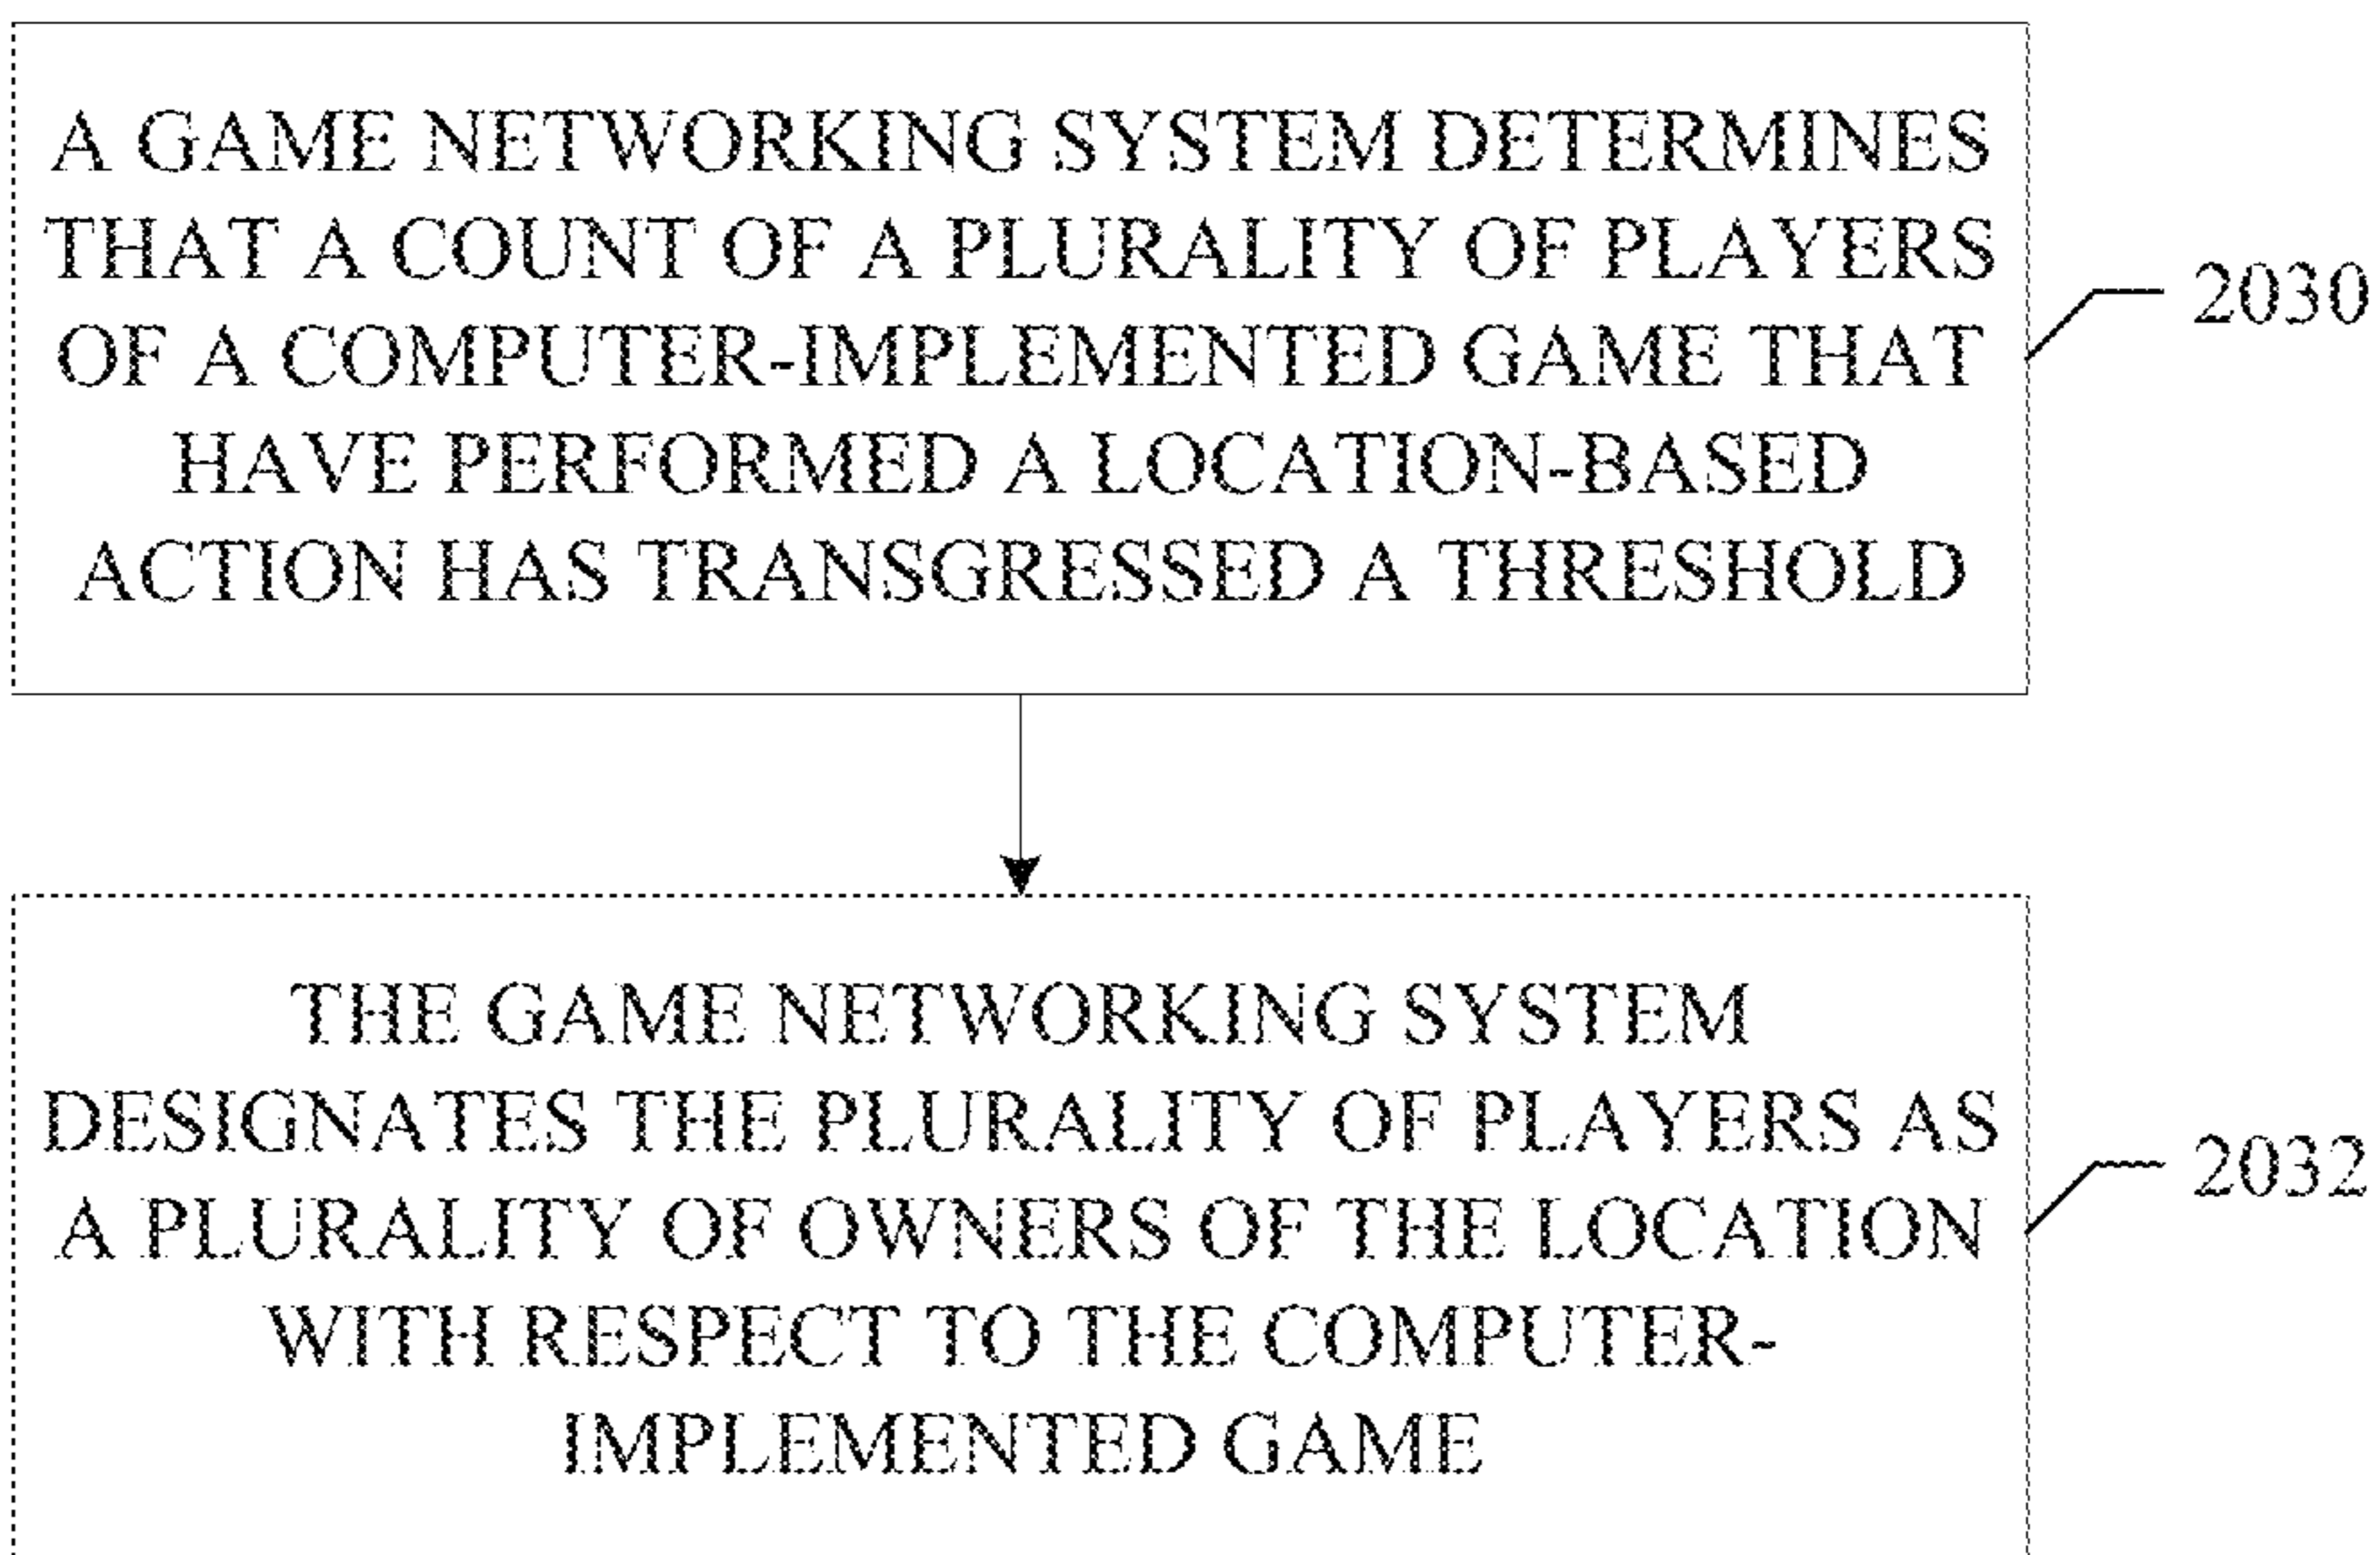 A GAME NETWORKING SYSTEM DETERMINES
THAT A COUNT OF A PLURALITY OF PLAYERS
OF A COMPUTER-IMPLEMENTED GAME THAT
HAVE PERFORMED A LOCATION-BASED
ACTION HAS TRANSGRESSED A THRESHOLD
2030
THE GAME NETWORKING SYSTEM
DESIGNATES THE PLURALITY OF PLAYERS AS
A PLURALITY OF OWNERS OF THE LOCATION
WITH RESPECT TO THE COMPUTER-
IMPLEMENTED GAME
2032